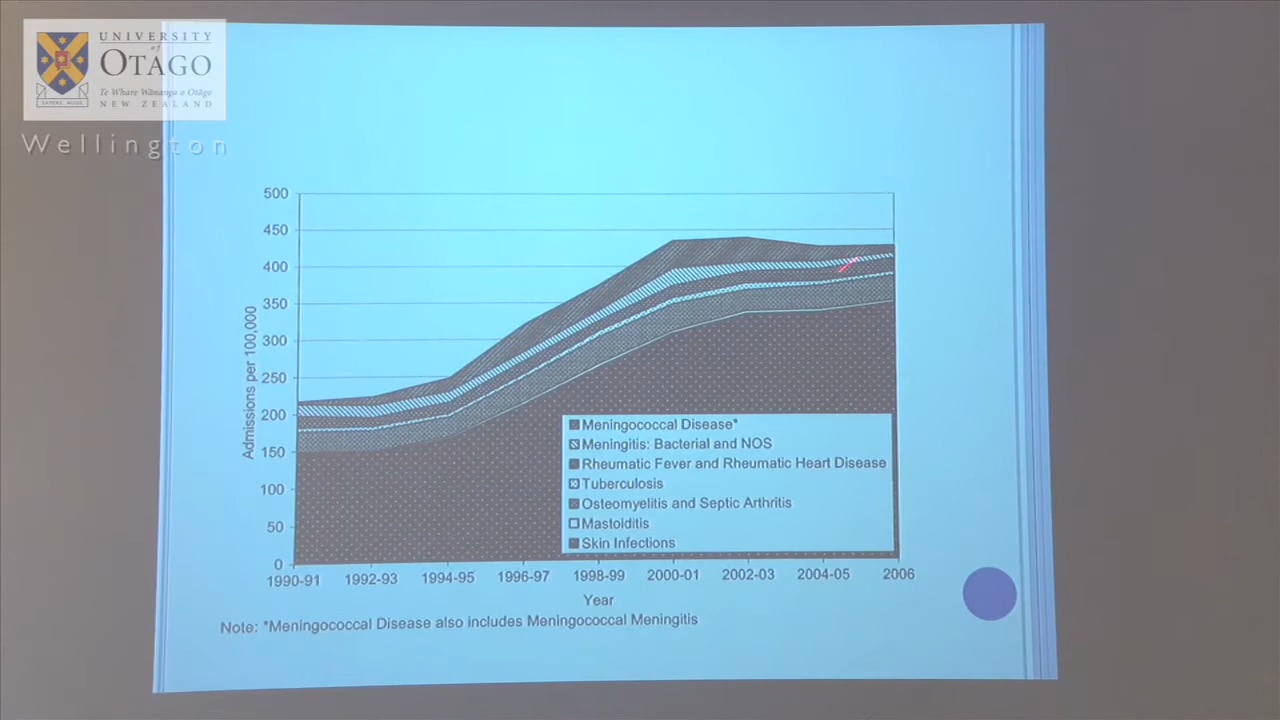 UNIVERSITY
of
OTAGO
Te Whare Wānanga o Otāgo
NEW ZEALAND
SAPERE AUDE
Wellington
500
450
400
350
300
250
200
150
100
50
0
Admissions per 100,000
Meningococcal Disease*
Meningitis: Bacterial and NOS
Rheumatic Fever and Rheumatic Heart Disease
Tuberculosis
Osteomyelitis and Septic Arthritis
Mastoiditis
Skin Infections
1990-91 1992-93 1994-95 1996-97 1998-99 2000-01 2002-03 2004-05 2006
Year
Note: *Meningococcal Disease also includes Meningococcal Meningitis